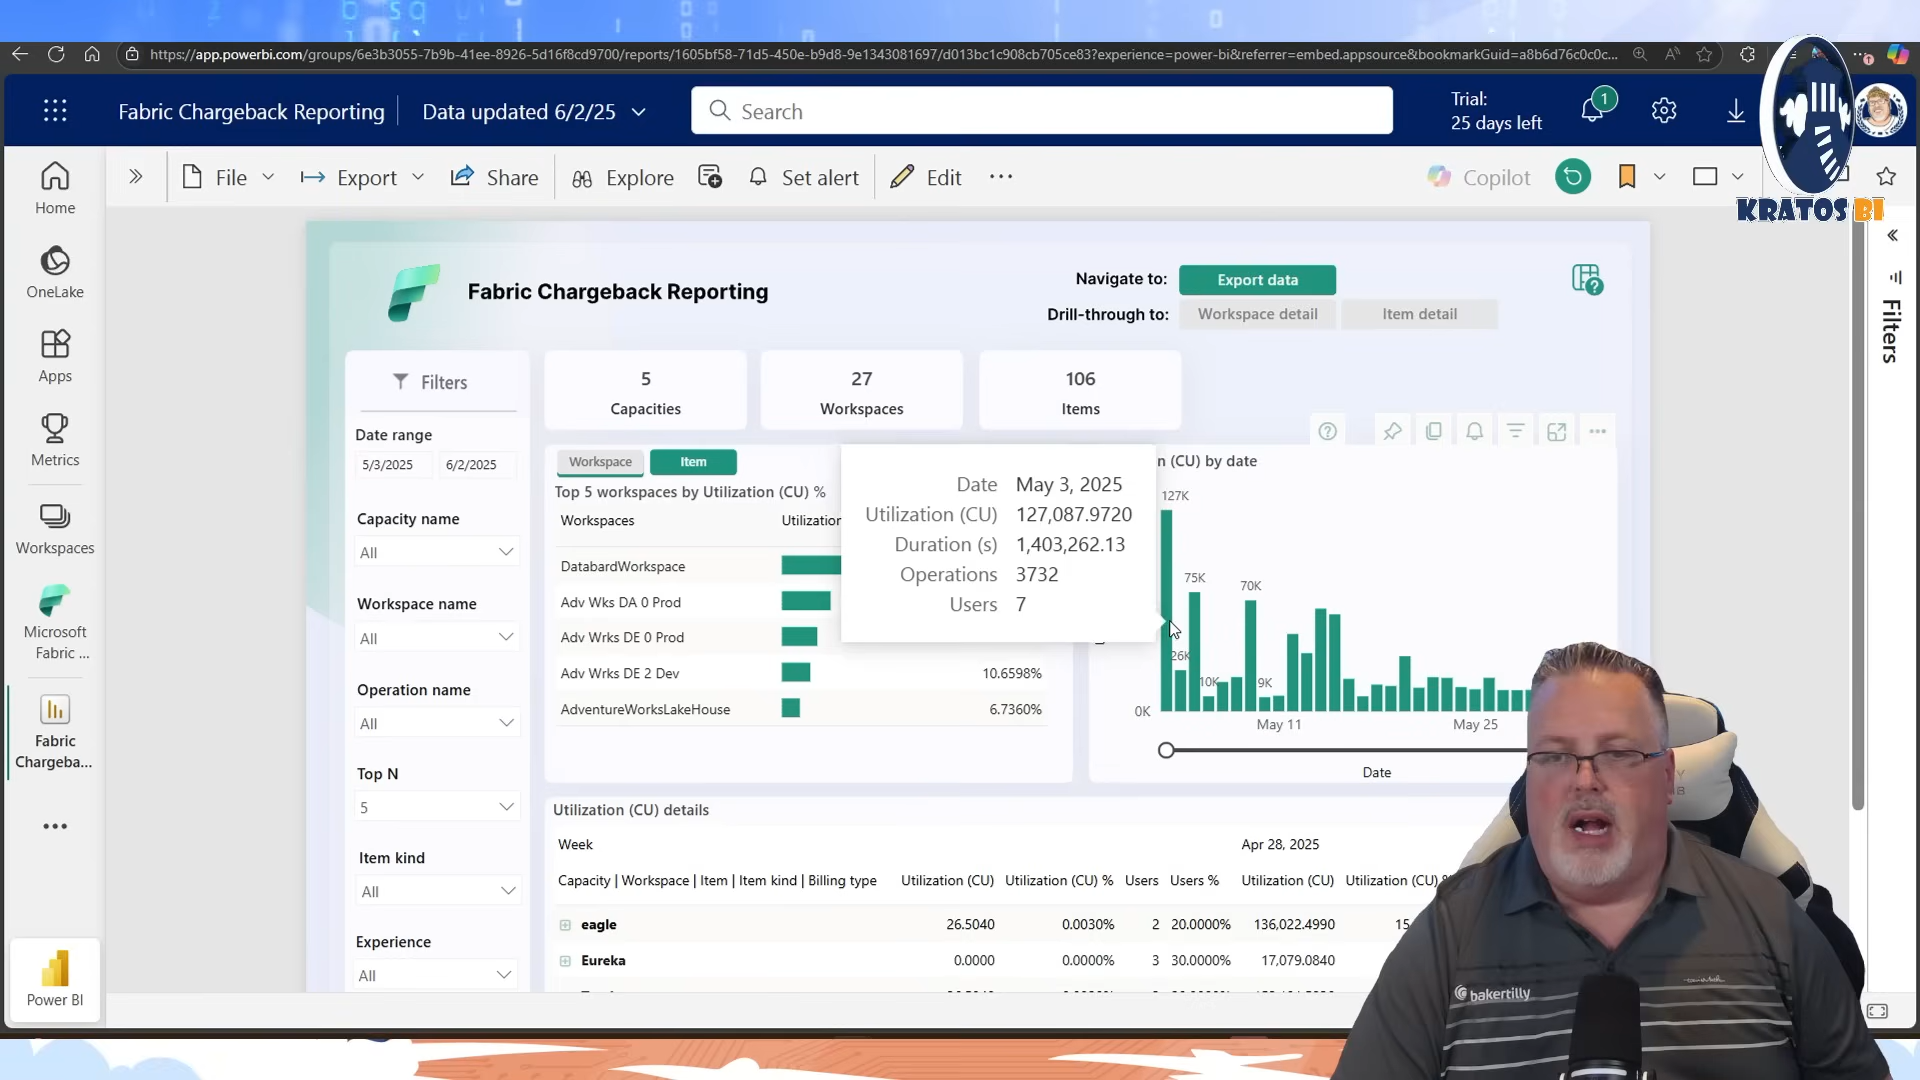 b sq
https://app.powerbi.com/groups/6e3b3055-7b9b-41ee-8926-5d16f8cd9700/reports/1605bf58-71d5-450e-b9d8-9e1343081697/d013bc1c908cb705ce83?experience=power-bi&referrer=embed.appsource&bookmarkGuid=a8b6d76c0c0c...
Fabric Chargeback Reporting
Data updated 6/2/25
Search
Trial:
25 days left
1
File
Export
Share
Explore
Set alert
Edit
Copilot
KRATOS BI
Home
OneLake
Apps
Metrics
Workspaces
Microsoft
Fabric ...
Fabric
Chargeba...
Power BI
Fabric Chargeback Reporting
Navigate to:
Export data
Drill-through to:
Workspace detail
Item detail
Filters
Filters
Date range
5/3/2025
6/2/2025
Capacity name
All
Workspace name
All
Operation name
All
Top N
5
Item kind
All
Experience
All
5
Capacities
27
Workspaces
106
Items
Workspace
Item
Top 5 workspaces by Utilization (CU) %
Workspaces
DatabardWorkspace
Adv Wks DA 0 Prod
Adv Wrks DE 0 Prod
Adv Wrks DE 2 Dev
10.6598%
AdventureWorksLakeHouse
6.7360%
Date May 3, 2025
Utilization (CU) 127,087.9720
Duration (s) 1,403,262.13
Operations 3732
Users 7
(CU) by date
127K
75K
70K
26K
10K
9K
0K
May 11
May 25
Date
Utilization (CU) details
Week
Apr 28, 2025
Capacity | Workspace | Item | Item kind | Billing type
Utilization (CU)
Utilization (CU) %
Users
Users %
Utilization (CU)
eagle
26.5040
0.0030%
2
20.0000%
136,022.4990
Eureka
0.0000
0.0000%
3
30.0000%
17,079.0840
bakertilly